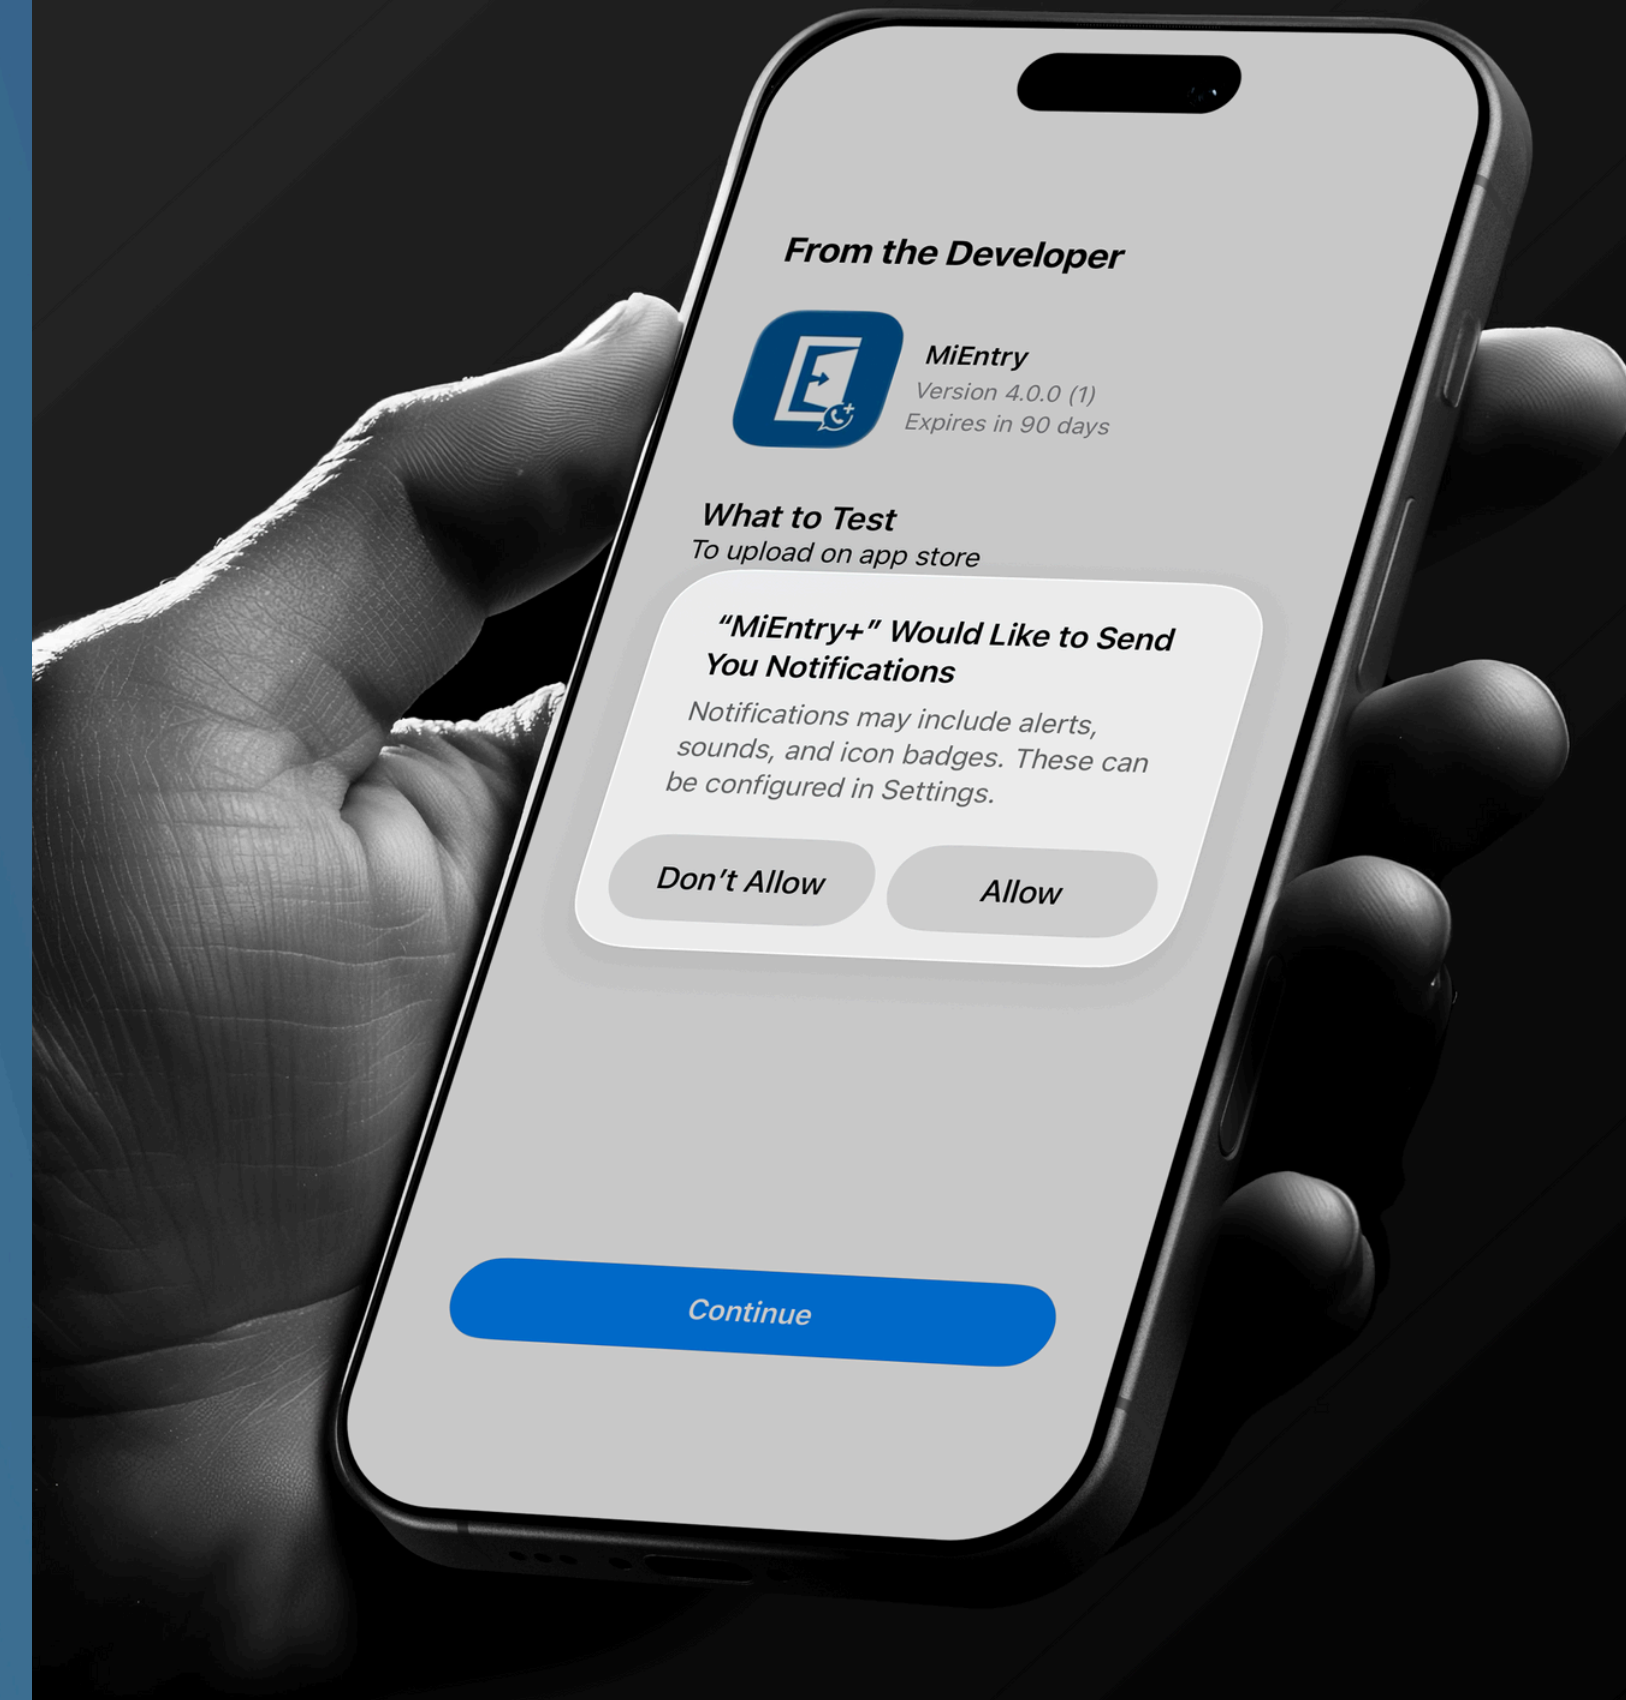 From the Developer
MiEntry
Version 4.0.0 (1)
Expires in 90 days
What to Test
To upload on app store
“MiEntry+” Would Like to Send
You Notifications
Notifications may include alerts,
sounds, and icon badges. These can
be configured in Settings.
Don’t Allow
Allow
Continue